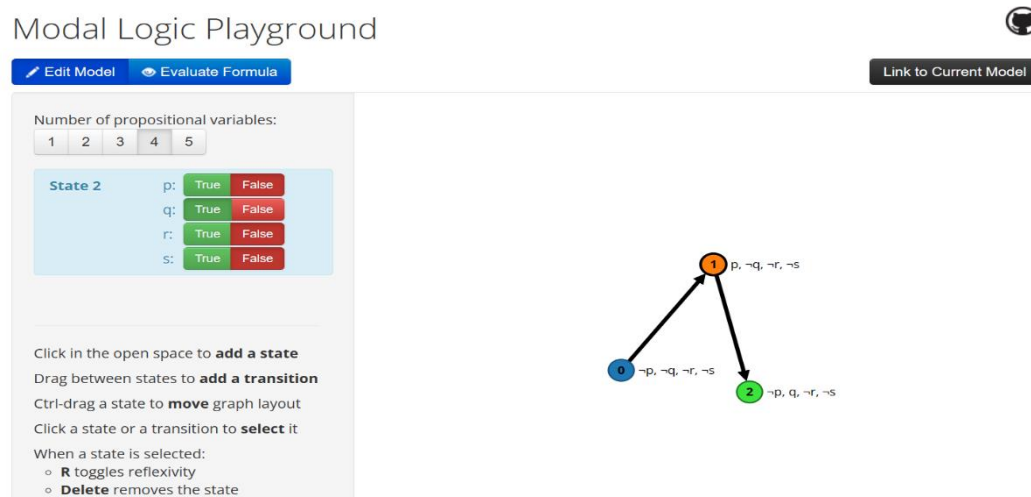 Modal Logic Playground
Edit Model Evaluate Formula Link to Current Model
Number of propositional variables:
1 2 3 4 5
State 2 p: True False
q: True False
r: True False
s: True False
Click in the open space to add a state
Drag between states to add a transition
Ctrl-drag a state to move graph layout
Click a state or a transition to select it
When a state is selected:
R toggles reflexivity
Delete removes the state
1 p, ¬q, ¬r, ¬s
0 ¬p, ¬q, ¬r, ¬s
2 ¬p, q, ¬r, ¬s